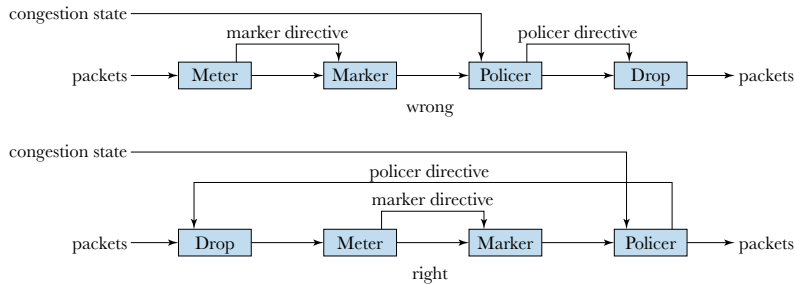 congestion state
marker directive
policer directive
packets Meter Marker Policer Drop packets
wrong
congestion state
policer directive
marker directive
packets Drop Meter Marker Policer packets
right